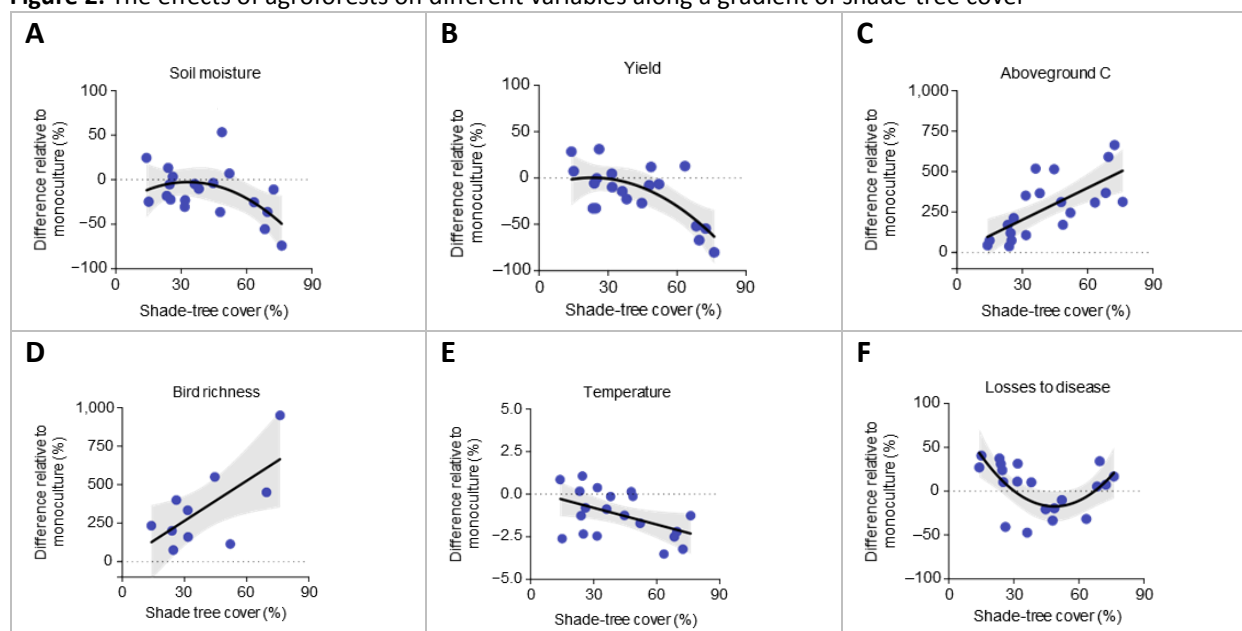 Figure 2. The effects of agroforests on different variables along a gradient of shade-tree cover
A
Soil moisture
Difference relative to
monoculture (%)
100
50
0
−50
−100
0 30 60 90
Shade-tree cover (%)
B
Yield
Difference relative to
monoculture (%)
100
50
0
−50
−100
0 30 60 90
Shade-tree cover (%)
C
Aboveground C
Difference relative to
monoculture (%)
1,000
750
500
250
0
0 30 60 90
Shade-tree cover (%)
D
Bird richness
Difference relative to
monoculture (%)
1,000
750
500
250
0
0 30 60 90
Shade tree cover (%)
E
Temperature
Difference relative to
monoculture (%)
5.0
2.5
0.0
−2.5
−5.0
0 30 60 90
Shade-tree cover (%)
F
Losses to disease
Difference relative to
monoculture (%)
100
50
0
−50
−100
0 30 60 90
Shade-tree cover (%)